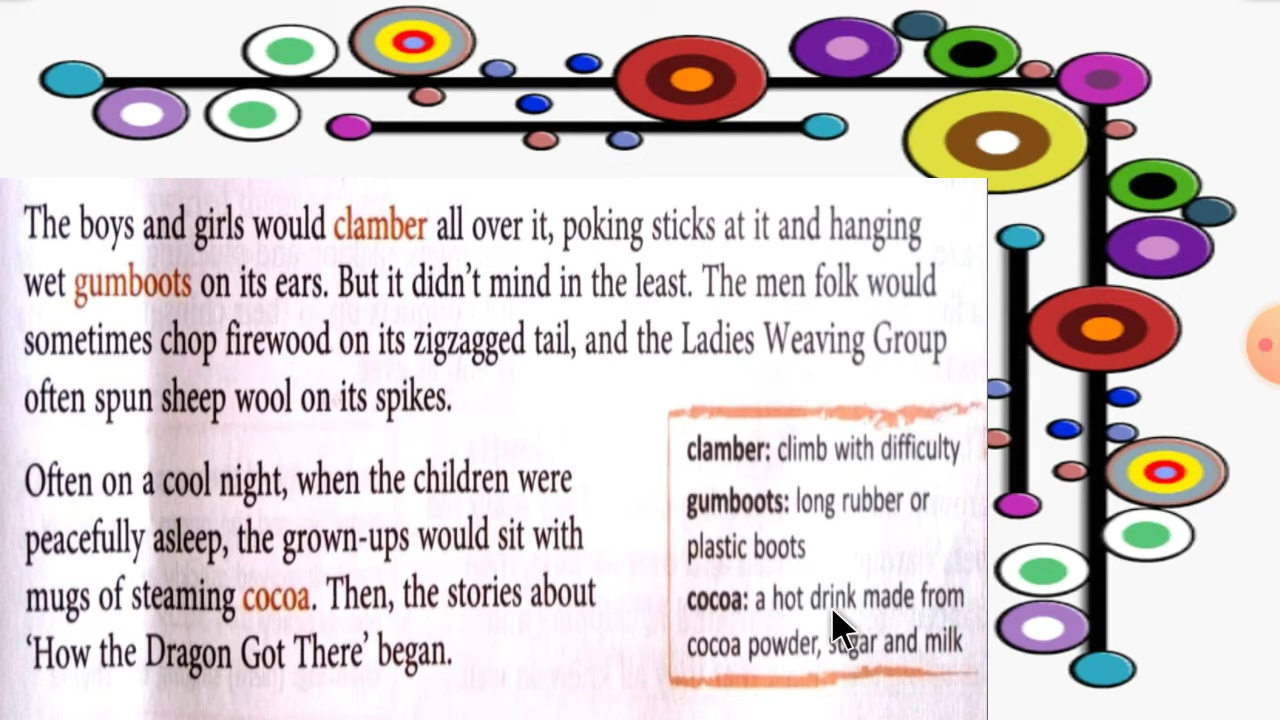 The boys and girls would clamber all over it, poking sticks at it and hanging
wet gumboots on its ears. But it didn't mind in the least. The men folk would
sometimes chop firewood on its zigzagged tail, and the Ladies Weaving Group
often spun sheep wool on its spikes.
Often on a cool night, when the children were
peacefully asleep, the grown-ups would sit with
mugs of steaming cocoa. Then, the stories about
‘How the Dragon Got There’ began.
clamber: climb with difficulty
gumboots: long rubber or
plastic boots
cocoa: a hot drink made from
cocoa powder, sugar and milk